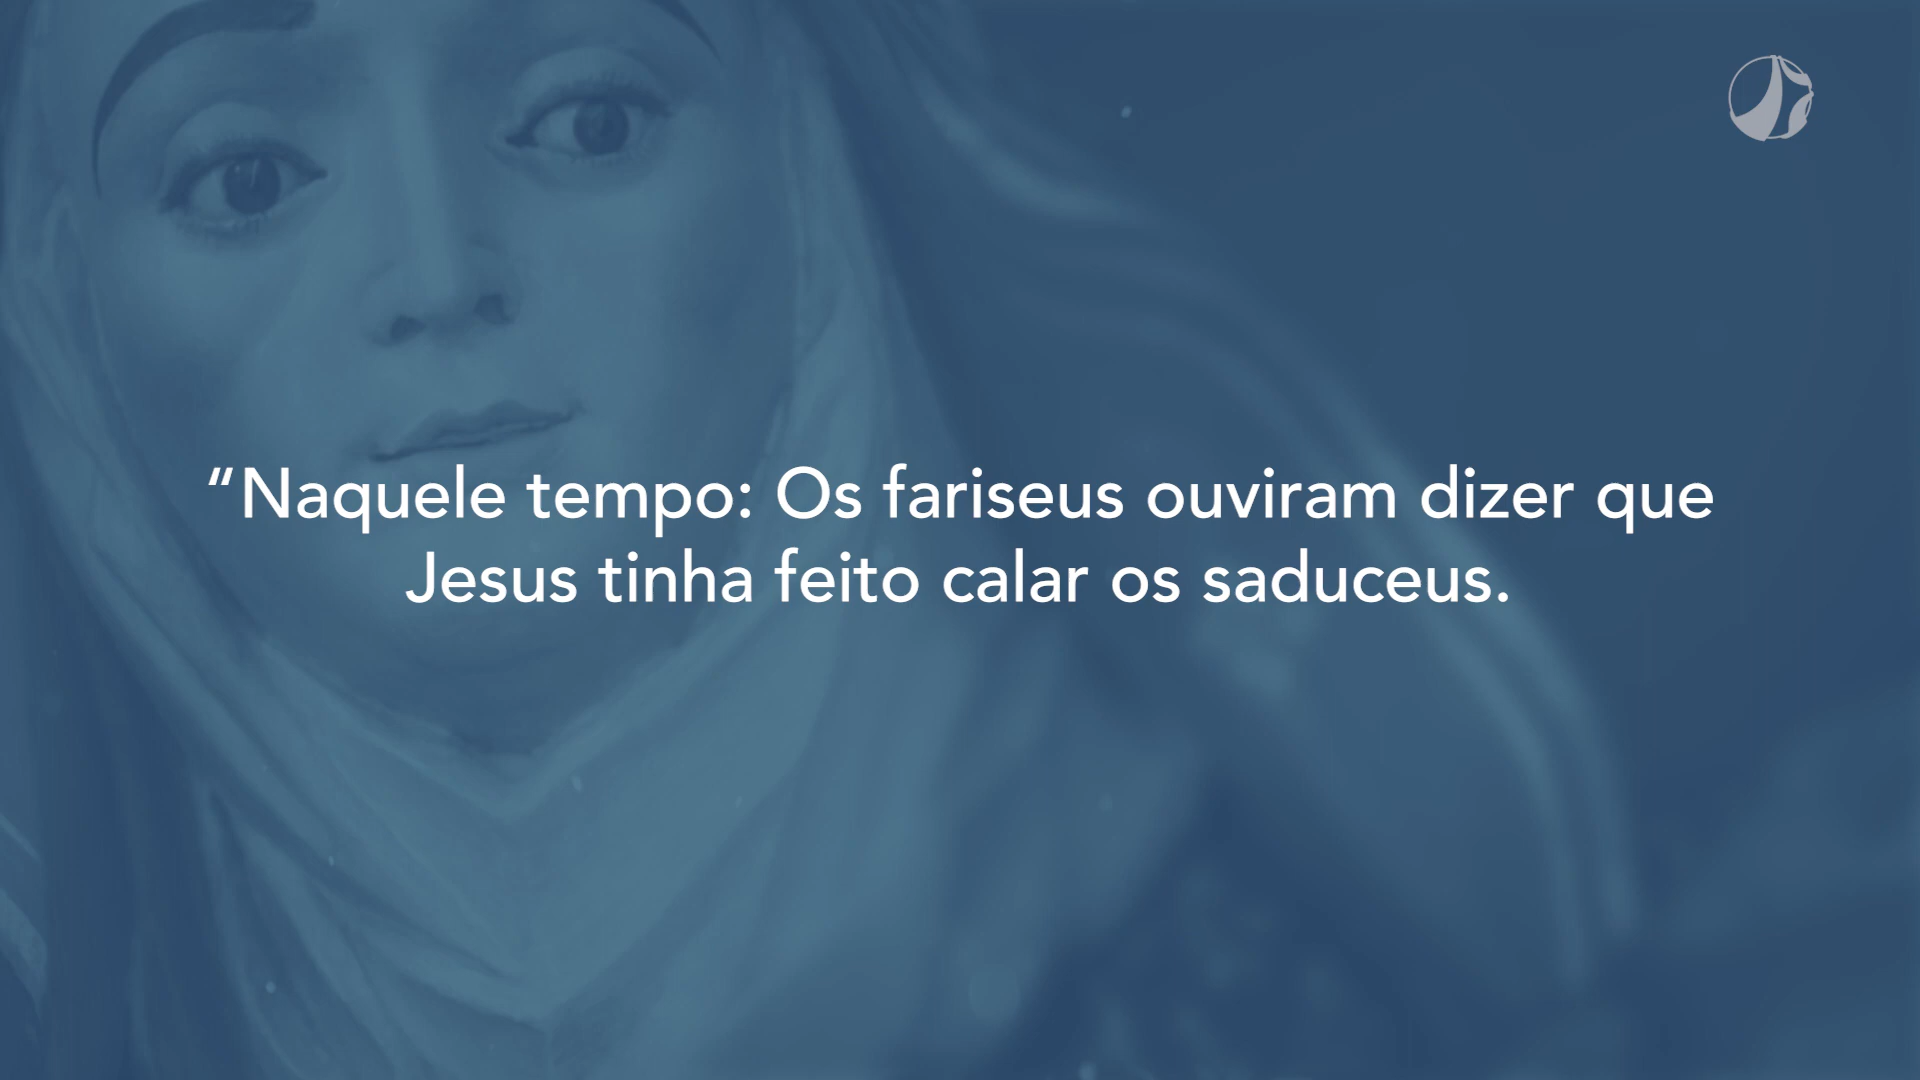 “Naquele tempo: Os fariseus ouviram dizer que
Jesus tinha feito calar os saduceus.